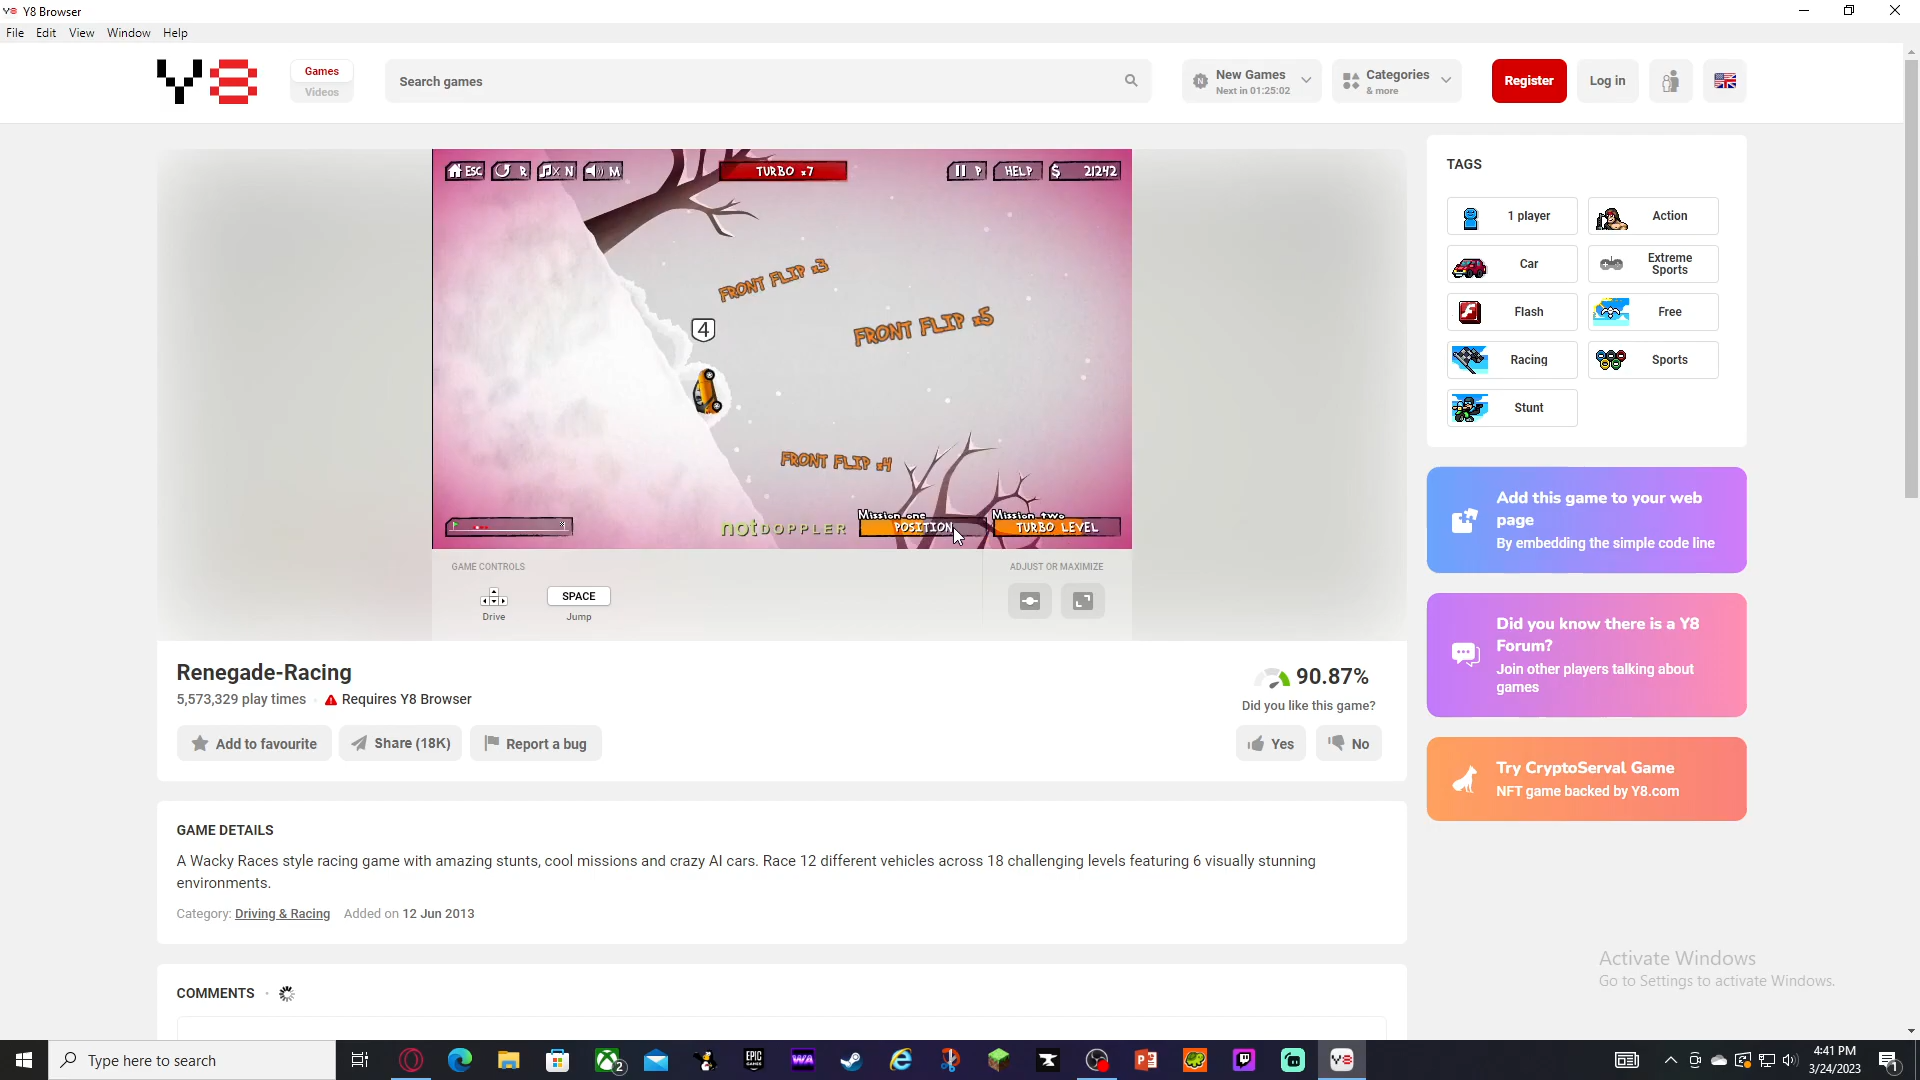 Y8 Browser
File Edit View Window Help
Y8
Games
Videos
Search games
New Games
Next in 01:25:02
Categories
& more
Register
Log in
ESC R N M
TURBO x7
P HELP $ 21242
FRONT FLIP x3
FRONT FLIP x5
4
FRONT FLIP x4
notDOPPLER
Mission one
POSITION
Mission two
TURBO LEVEL
GAME CONTROLS
Drive
SPACE
Jump
ADJUST OR MAXIMIZE
Renegade-Racing
5,573,329 play times · Requires Y8 Browser
Add to favourite
Share (18K)
Report a bug
90.87%
Did you like this game?
Yes No
GAME DETAILS
A Wacky Races style racing game with amazing stunts, cool missions and crazy AI cars. Race 12 different vehicles across 18 challenging levels featuring 6 visually stunning
environments.
Category: Driving & Racing Added on 12 Jun 2013
COMMENTS ·
TAGS
1 player
Action
Car
Extreme
Sports
Flash
Free
Racing
Sports
Stunt
Add this game to your web
page
By embedding the simple code line
Did you know there is a Y8
Forum?
Join other players talking about
games
Try CryptoServal Game
NFT game backed by Y8.com
Activate Windows
Go to Settings to activate Windows.
Type here to search
2
EPIC
GAMES
WA
Y8
4:41 PM
3/24/2023
1